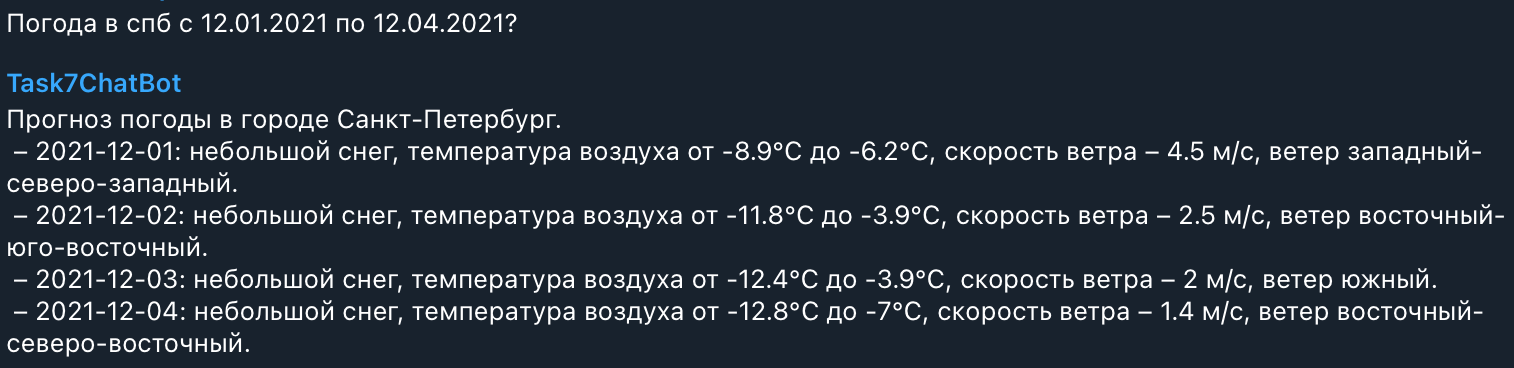 Погода в спб с 12.01.2021 по 12.04.2021?
Task7ChatBot
Прогноз погоды в городе Санкт-Петербург.
– 2021-12-01: небольшой снег, температура воздуха от -8.9°C до -6.2°C, скорость ветра – 4.5 м/с, ветер западный-
северо-западный.
– 2021-12-02: небольшой снег, температура воздуха от -11.8°C до -3.9°C, скорость ветра – 2.5 м/с, ветер восточный-
юго-восточный.
– 2021-12-03: небольшой снег, температура воздуха от -12.4°C до -3.9°C, скорость ветра – 2 м/с, ветер южный.
– 2021-12-04: небольшой снег, температура воздуха от -12.8°C до -7°C, скорость ветра – 1.4 м/с, ветер восточный-
северо-восточный.